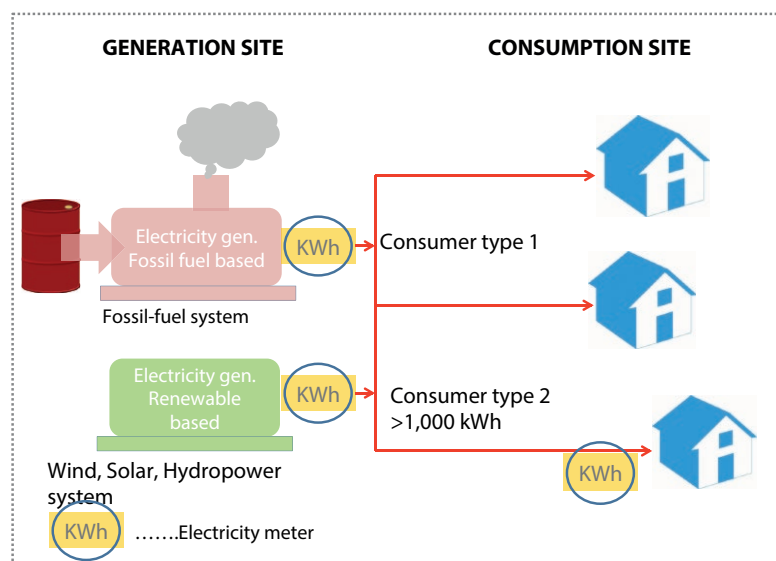 GENERATION SITE
CONSUMPTION SITE
Electricity gen.
Fossil fuel based
KWh
Consumer type 1
Fossil-fuel system
Electricity gen.
Renewable
based
KWh
Consumer type 2
>1,000 kWh
KWh
Wind, Solar, Hydropower
system
KWh .......Electricity meter